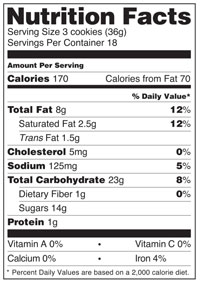 Nutrition Facts
Serving Size 3 cookies (36g)
Servings Per Container 18
Amount Per Serving
Calories 170 Calories from Fat 70
% Daily Value*
Total Fat 8g 12%
Saturated Fat 2.5g 12%
Trans Fat 1.5g
Cholesterol 5mg 0%
Sodium 125mg 5%
Total Carbohydrate 23g 8%
Dietary Fiber 1g 0%
Sugars 14g
Protein 1g
Vitamin A 0% • Vitamin C 0%
Calcium 0% • Iron 4%
* Percent Daily Values are based on a 2,000 calorie diet.